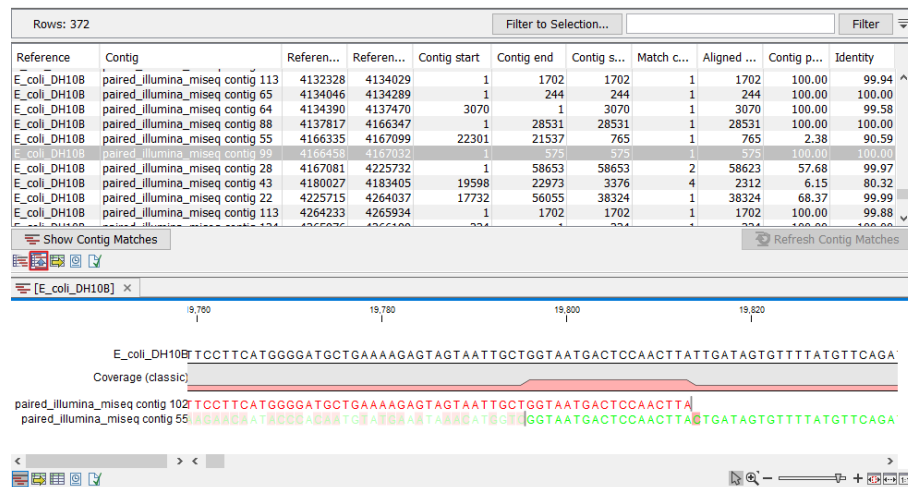 Rows: 372 Filter to Selection... Filter
Reference Contig Referen... Referen... Contig start Contig end Contig s... Match c... Aligned ... Contig p... Identity
E_coli_DH10B paired_illumina_miseq contig 113 4132328 4134029 1 1702 1702 1 1702 100.00 99.94
E_coli_DH10B paired_illumina_miseq contig 65 4134046 4134289 1 244 244 1 244 100.00 100.00
E_coli_DH10B paired_illumina_miseq contig 64 4134390 4137470 3070 1 3070 1 3070 100.00 99.58
E_coli_DH10B paired_illumina_miseq contig 88 4137817 4166347 1 28531 28531 1 28531 100.00 100.00
E_coli_DH10B paired_illumina_miseq contig 55 4166335 4167099 22301 21537 765 1 765 2.38 90.59
E_coli_DH10B paired_illumina_miseq contig 99 4166458 4167032 1 575 575 1 575 100.00 100.00
E_coli_DH10B paired_illumina_miseq contig 28 4167081 4225732 1 58653 58653 2 58623 57.68 99.97
E_coli_DH10B paired_illumina_miseq contig 43 4180027 4183405 19598 22973 3376 4 2312 6.15 80.32
E_coli_DH10B paired_illumina_miseq contig 22 4225715 4264037 17732 56055 38324 1 38324 68.37 99.99
E_coli_DH10B paired_illumina_miseq contig 113 4264233 4265934 1 1702 1702 1 1702 100.00 99.88
Show Contig Matches Refresh Contig Matches
[E_coli_DH10B] ×
19,760 19,780 19,800 19,820
E_coli_DH10B TTCCTTCATGGGGATGCTGAAAAGAGTAGTAATTGCTGGTAATGACTCCAACTTATTGATAGTGTTTTATGTTCAGAT
Coverage (classic)
paired_illumina_miseq contig 102 TTCCTTCATGGGGATGCTGAAAAGAGTAGTAATTGCTGGTAATGACTCCAACTTA
paired_illumina_miseq contig 55 GGTAATGACTCCAACTTACTGATAGTGTTTTATGTTCAGA